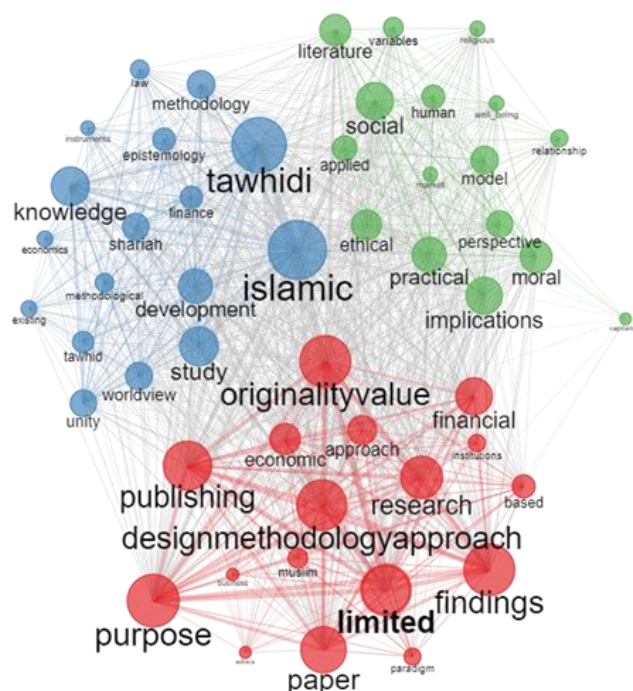 literature
variables
religious
law
methodology
social
human
well_being
instruments
epistemology
tawhidi
applied
relationship
market
model
knowledge
finance
economics
shariah
ethical
perspective
islamic
practical
moral
methodological
development
implications
existing
tawhid
study
worldview
unity
originalityvalue
financial
economic
approach
institutions
publishing
research
based
designmethodologyapproach
muslim
business
limited
findings
purpose
paper
paradigm